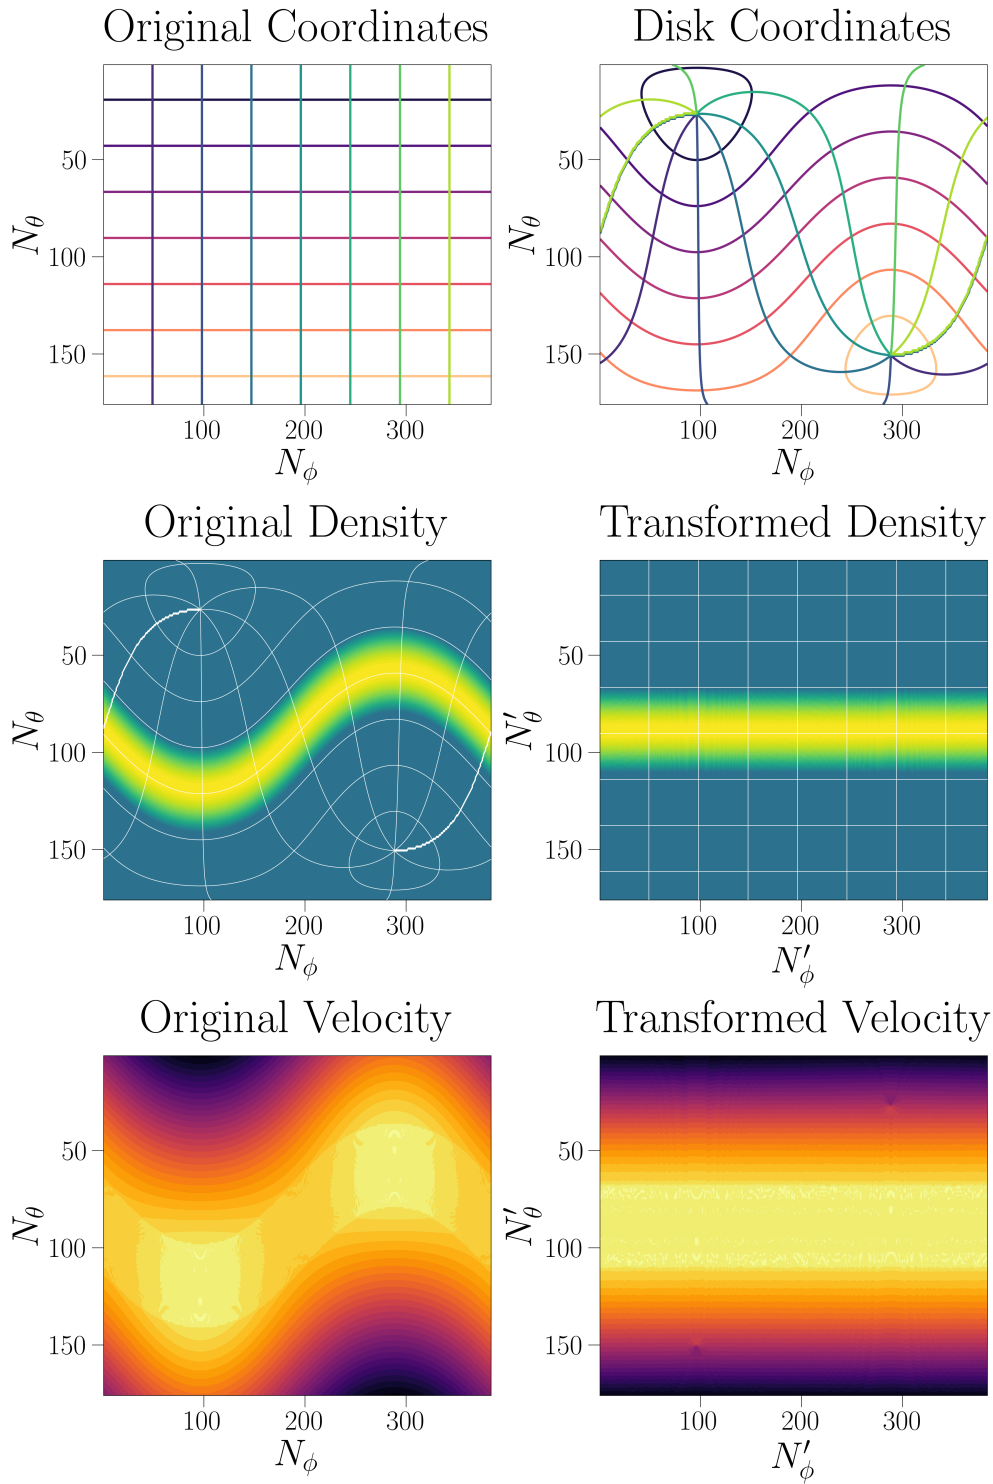 Original Coordinates
Disk Coordinates
50
100
150
N_θ
100 200 300
N_ϕ
50
100
150
N_θ
100 200 300
N_ϕ
Original Density
Transformed Density
50
100
150
N_θ
100 200 300
N_ϕ
50
100
150
N′_θ
100 200 300
N′_ϕ
Original Velocity
Transformed Velocity
50
100
150
N_θ
100 200 300
N_ϕ
50
100
150
N′_θ
100 200 300
N′_ϕ